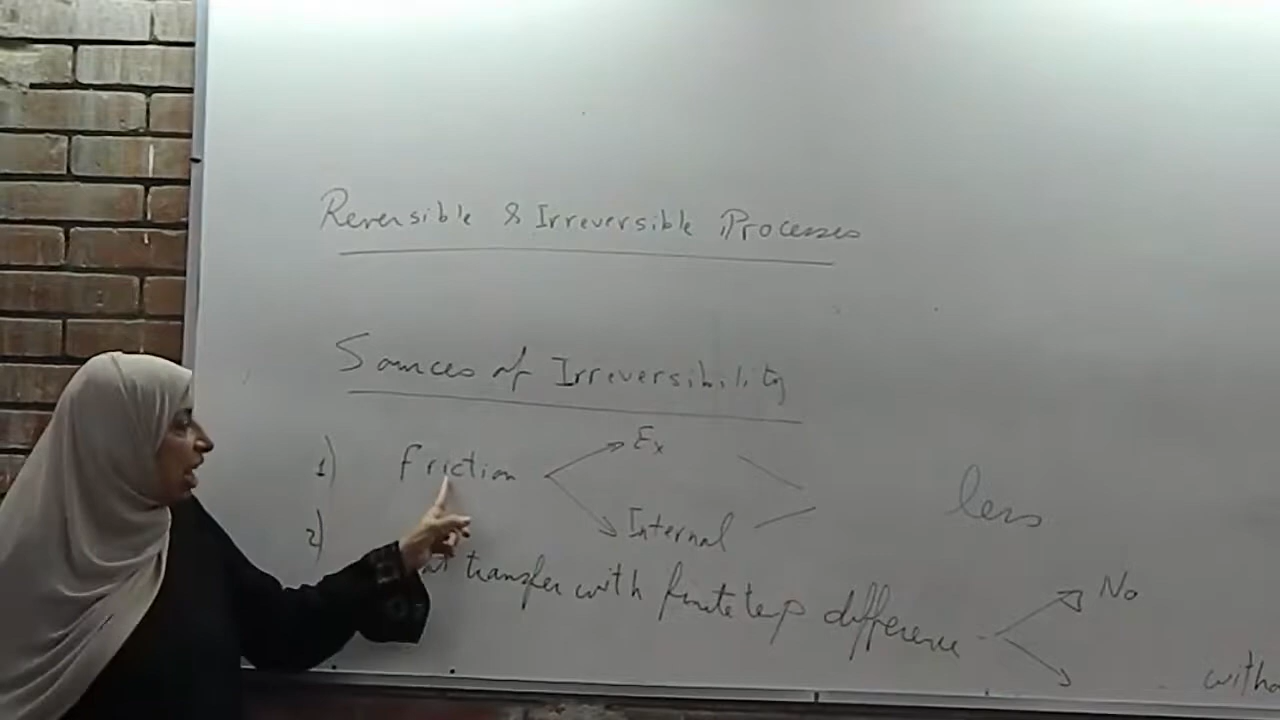 Reversible & Irreversible Processes
Sources of Irreversibility
1) friction Ex
Internal less
2) transfer with finite temp difference No